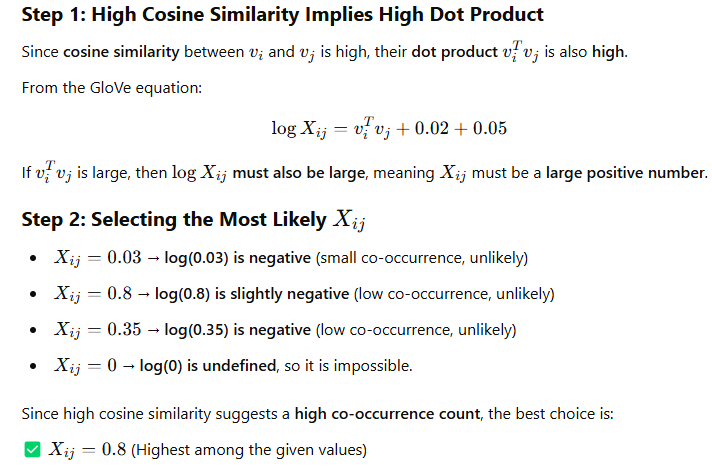 Step 1: High Cosine Similarity Implies High Dot Product
Since cosine similarity between v_i and v_j is high, their dot product v_i^T v_j is also high.
From the GloVe equation:
log X_{ij} = v_i^T v_j + 0.02 + 0.05
If v_i^T v_j is large, then log X_{ij} must also be large, meaning X_{ij} must be a large positive number.
Step 2: Selecting the Most Likely X_{ij}
• X_{ij} = 0.03 → log(0.03) is negative (small co-occurrence, unlikely)
• X_{ij} = 0.8 → log(0.8) is slightly negative (low co-occurrence, unlikely)
• X_{ij} = 0.35 → log(0.35) is negative (low co-occurrence, unlikely)
• X_{ij} = 0 → log(0) is undefined, so it is impossible.
Since high cosine similarity suggests a high co-occurrence count, the best choice is:
✅ X_{ij} = 0.8 (Highest among the given values)